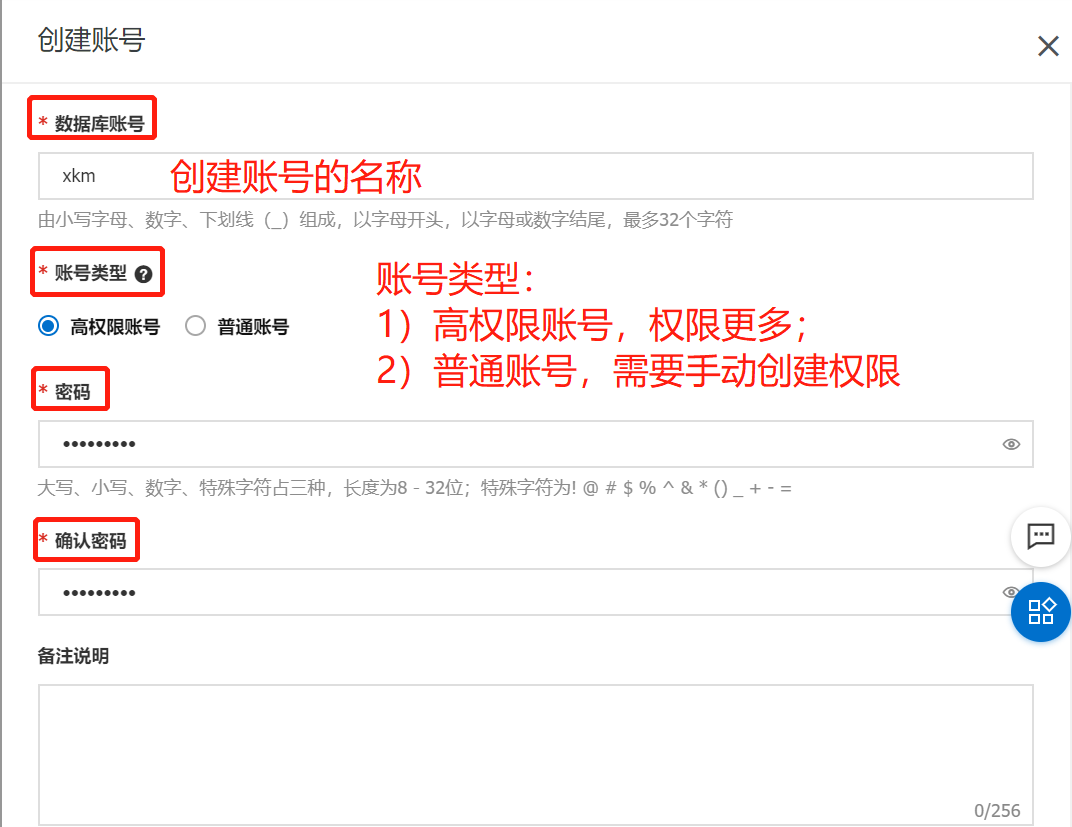 创建账号
* 数据库账号
xkm
创建账号的名称
由小写字母、数字、下划线（_）组成，以字母开头，以字母或数字结尾，最多32个字符
* 账号类型 ?
高权限账号 普通账号
账号类型：
1）高权限账号，权限更多；
2）普通账号，需要手动创建权限
* 密码
•••••••••
大写、小写、数字、特殊字符占三种，长度为8 - 32位；特殊字符为! @ # $ % ^ & * () _ + - =
* 确认密码
•••••••••
备注说明
0/256